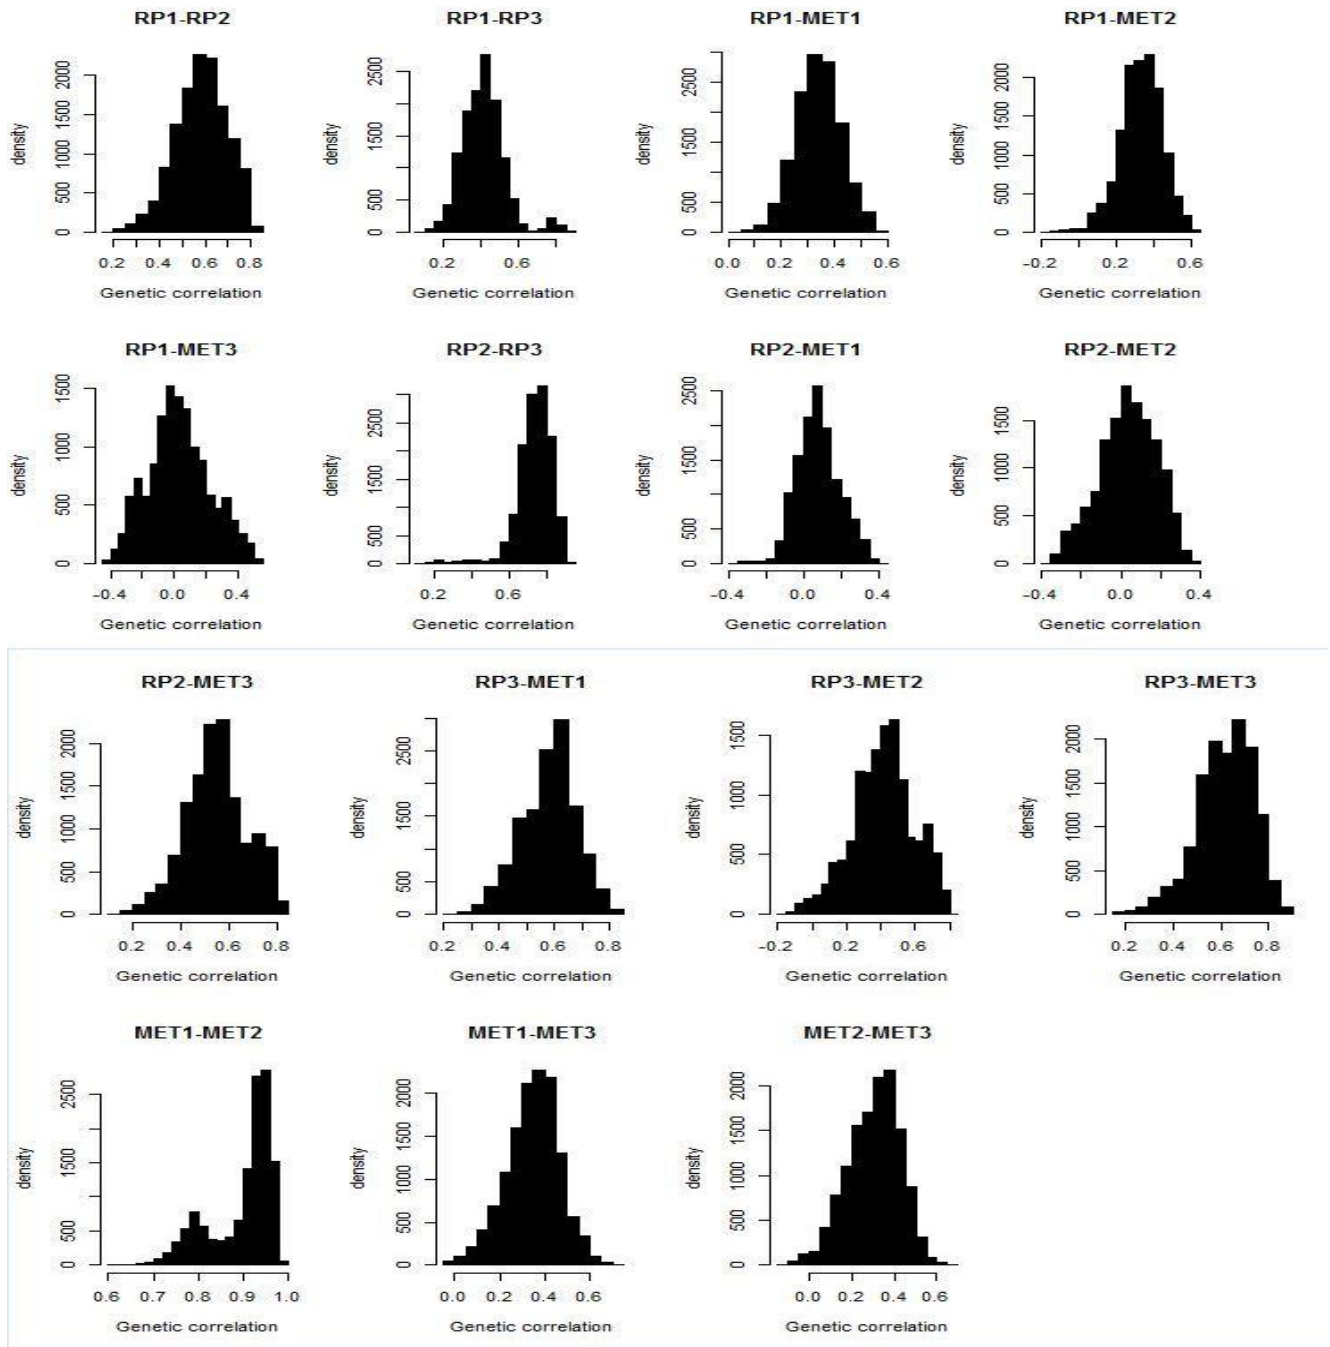 RP1-RP2 RP1-RP3 RP1-MET1 RP1-MET2
density 0 500 1000 1500 2000 density 0 500 1500 2500 density 0 500 1500 2500 density 0 500 1000 1500 2000
0.2 0.4 0.6 0.8 0.2 0.6 0.0 0.2 0.4 0.6 -0.2 0.2 0.6
Genetic correlation Genetic correlation Genetic correlation Genetic correlation
RP1-MET3 RP2-RP3 RP2-MET1 RP2-MET2
density 0 500 1000 1500 density 0 500 1500 2500 density 0 500 1500 2500 density 0 500 1000 1500
-0.4 0.0 0.4 0.2 0.6 -0.4 0.0 0.4 -0.4 0.0 0.4
Genetic correlation Genetic correlation Genetic correlation Genetic correlation
RP2-MET3 RP3-MET1 RP3-MET2 RP3-MET3
density 0 500 1000 1500 2000 density 0 500 1500 2500 density 0 500 1000 1500 density 0 500 1000 1500 2000
0.2 0.4 0.6 0.8 0.2 0.4 0.6 0.8 -0.2 0.2 0.6 0.2 0.4 0.6 0.8
Genetic correlation Genetic correlation Genetic correlation Genetic correlation
MET1-MET2 MET1-MET3 MET2-MET3
density 0 500 1500 2500 density 0 500 1000 1500 2000 density 0 500 1000 1500 2000
0.6 0.7 0.8 0.9 1.0 0.0 0.2 0.4 0.6 0.0 0.2 0.4 0.6
Genetic correlation Genetic correlation Genetic correlation